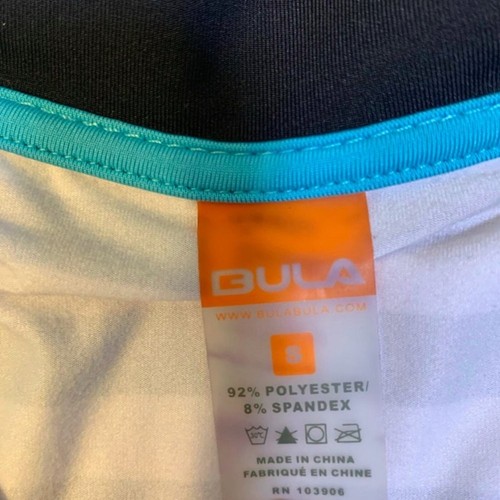 BULA
WWW.BULABULA.COM
92% POLYESTER/
8% SPANDEX
MADE IN CHINA
FABRIQUÉ EN CHINE
RN 103906